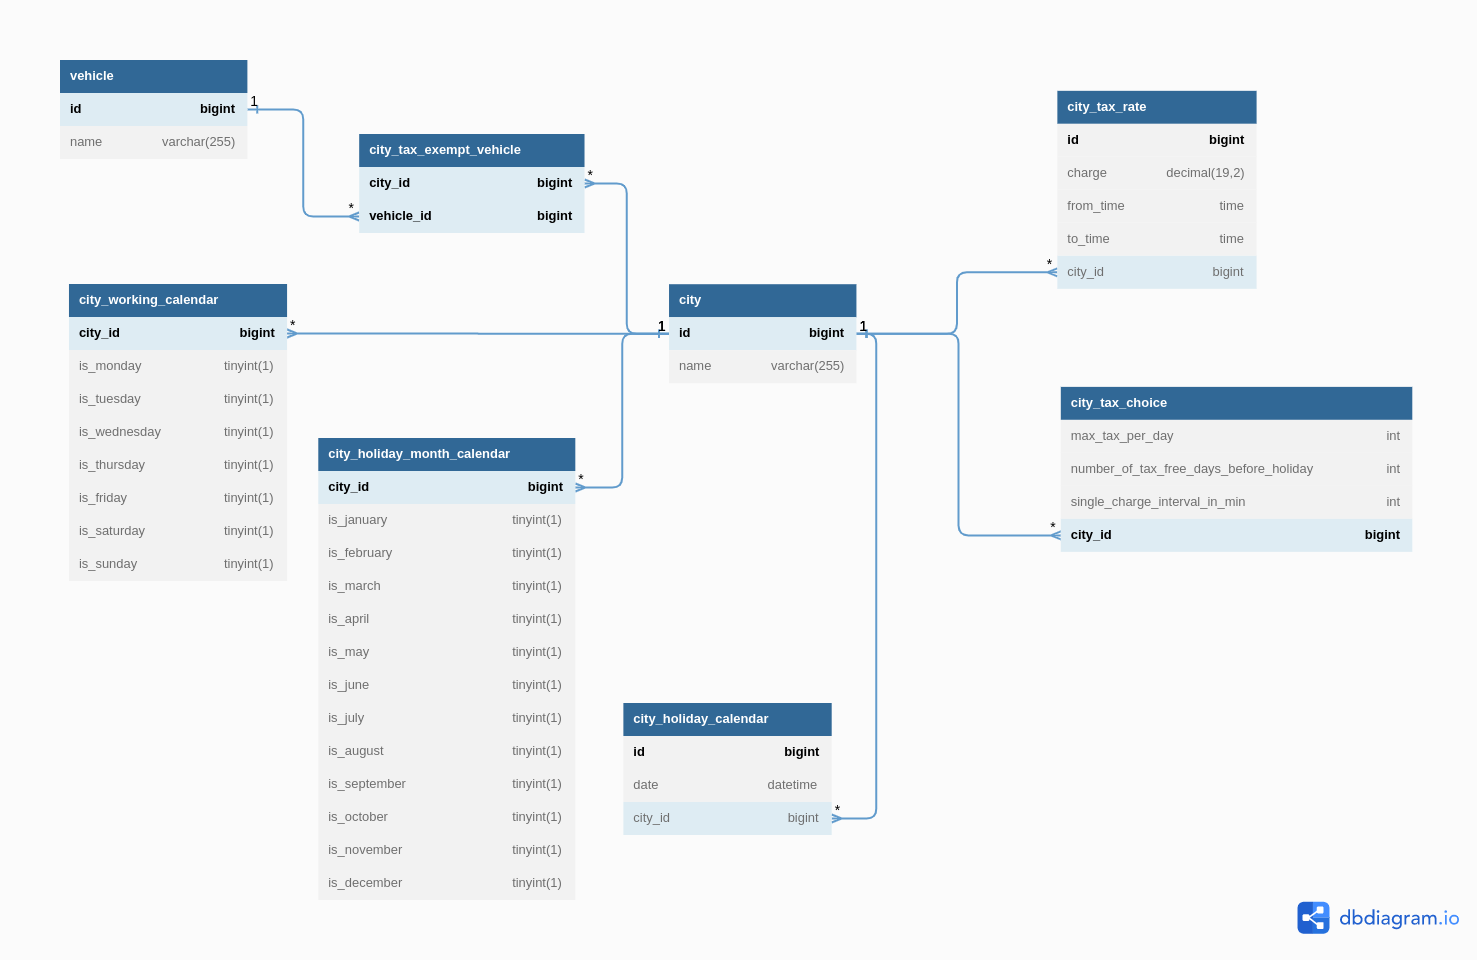 vehicle
id bigint
name varchar(255)
1
*
city_tax_exempt_vehicle
city_id bigint
vehicle_id bigint
*
city_working_calendar
city_id bigint
is_monday tinyint(1)
is_tuesday tinyint(1)
is_wednesday tinyint(1)
is_thursday tinyint(1)
is_friday tinyint(1)
is_saturday tinyint(1)
is_sunday tinyint(1)
*
city_holiday_month_calendar
city_id bigint
is_january tinyint(1)
is_february tinyint(1)
is_march tinyint(1)
is_april tinyint(1)
is_may tinyint(1)
is_june tinyint(1)
is_july tinyint(1)
is_august tinyint(1)
is_september tinyint(1)
is_october tinyint(1)
is_november tinyint(1)
is_december tinyint(1)
*
1
city
id bigint
name varchar(255)
1
city_holiday_calendar
id bigint
date datetime
city_id bigint
*
city_tax_rate
id bigint
charge decimal(19,2)
from_time time
to_time time
city_id bigint
*
city_tax_choice
max_tax_per_day int
number_of_tax_free_days_before_holiday int
single_charge_interval_in_min int
city_id bigint
*
dbdiagram.io